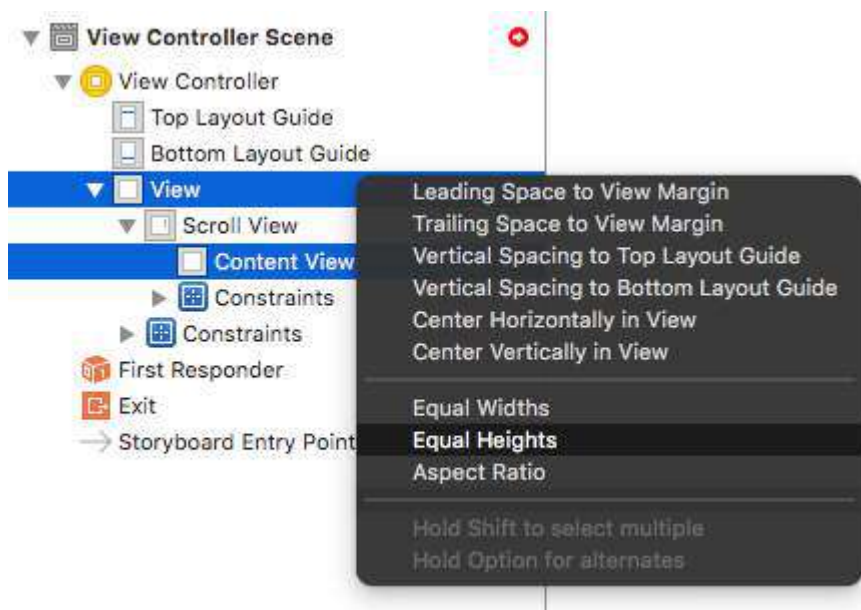 View Controller Scene
View Controller
Top Layout Guide
Bottom Layout Guide
View
Scroll View
Content View
Constraints
Constraints
First Responder
Exit
Storyboard Entry Point
Leading Space to View Margin
Trailing Space to View Margin
Vertical Spacing to Top Layout Guide
Vertical Spacing to Bottom Layout Guide
Center Horizontally in View
Center Vertically in View
Equal Widths
Equal Heights
Aspect Ratio
Hold Shift to select multiple
Hold Option for alternates